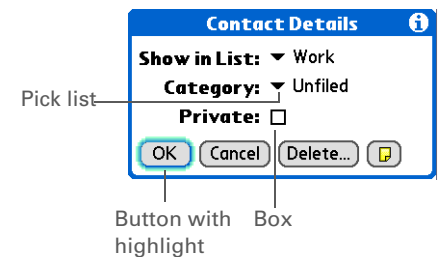 Contact Details
Show in List: Work
Category: Unfiled
Pick list
Private:
OK Cancel Delete...
Button with Box
highlight